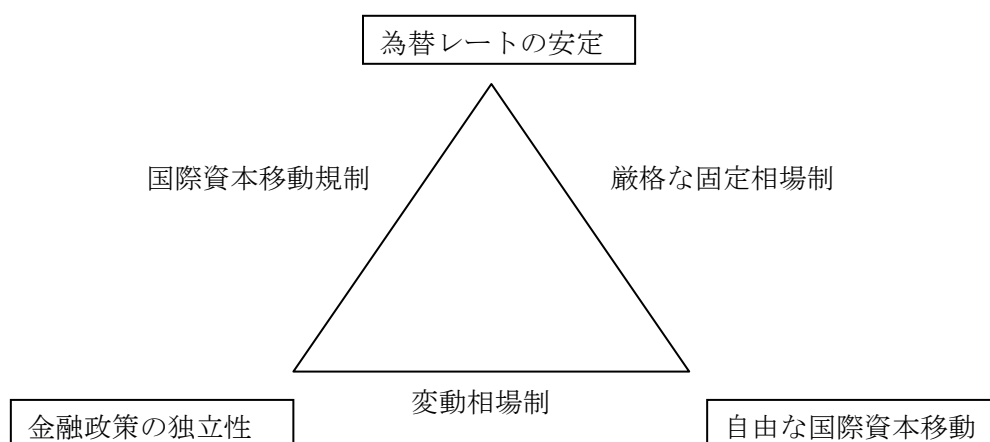 為替レートの安定
国際資本移動規制
厳格な固定相場制
変動相場制
金融政策の独立性
自由な国際資本移動